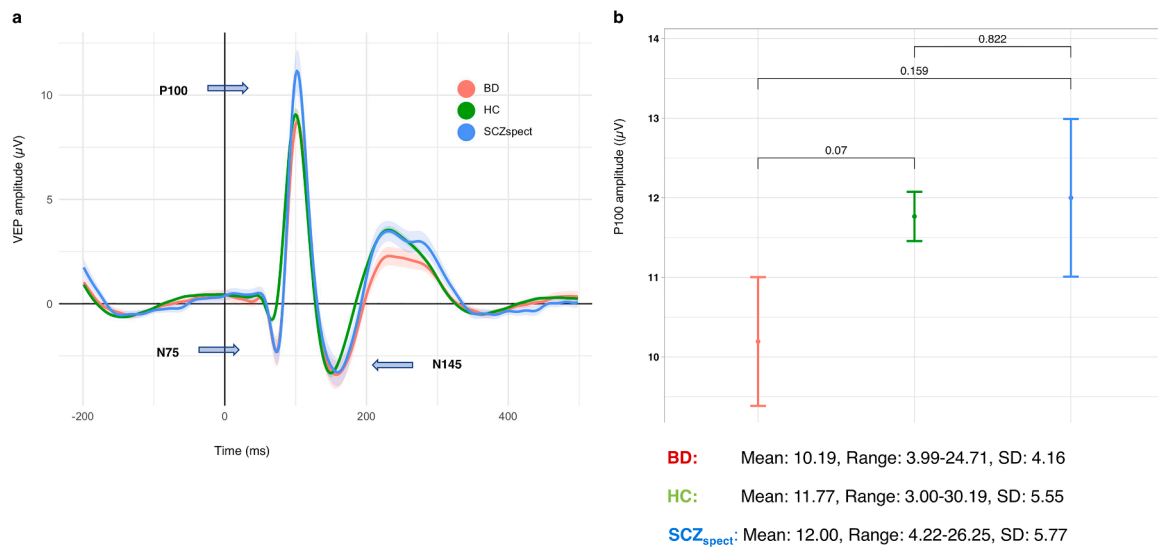 a
VEP amplitude (µV)
10
5
0
-200
0
200
400
Time (ms)
P100
N75
N145
BD
HC
SCZspect
b
P100 amplitude ((µV)
14
13
12
11
10
0.822
0.159
0.07
BD: Mean: 10.19, Range: 3.99-24.71, SD: 4.16
HC: Mean: 11.77, Range: 3.00-30.19, SD: 5.55
SCZspect: Mean: 12.00, Range: 4.22-26.25, SD: 5.77